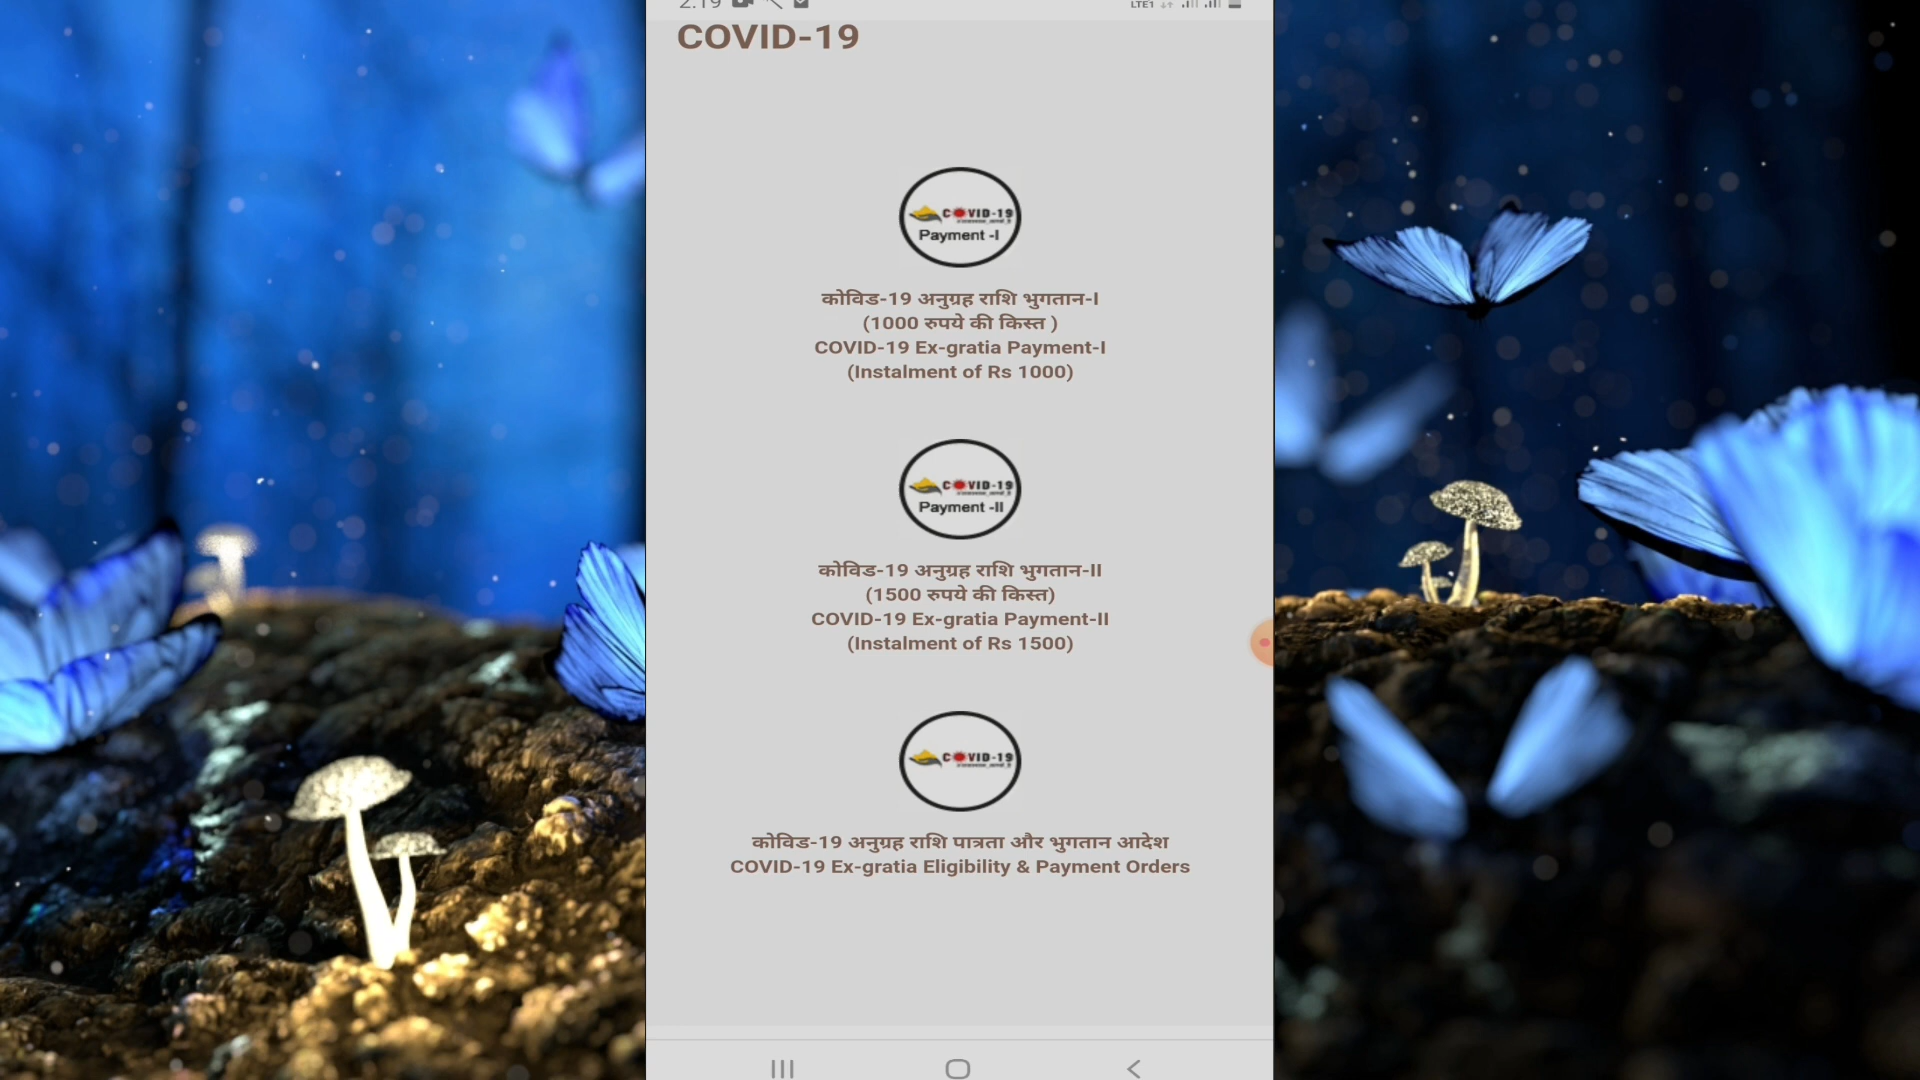 2:19
LTE1
COVID-19
COVID-19
Payment -I
कोविड-19 अनुग्रह राशि भुगतान-I
(1000 रुपये की किस्त )
COVID-19 Ex-gratia Payment-I
(Instalment of Rs 1000)
COVID-19
Payment -II
कोविड-19 अनुग्रह राशि भुगतान-II
(1500 रुपये की किस्त)
COVID-19 Ex-gratia Payment-II
(Instalment of Rs 1500)
COVID-19
कोविड-19 अनुग्रह राशि पात्रता और भुगतान आदेश
COVID-19 Ex-gratia Eligibility & Payment Orders